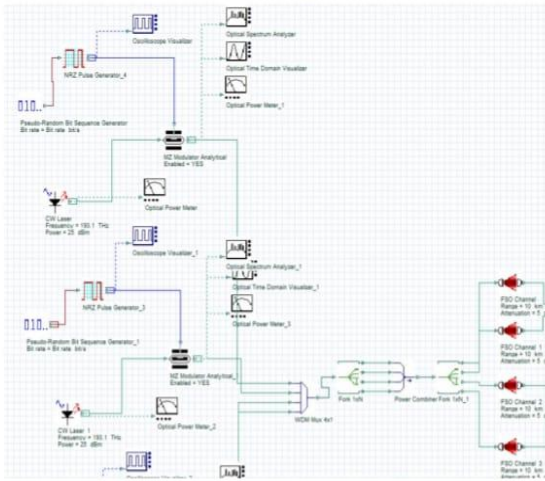 Oscilloscope Visualizer
Optical Spectrum Analyzer
NRZ Pulse Generator_4
Optical Time Domain Visualizer
Optical Power Meter_1
Pseudo-Random Bit Sequence Generator
Bit rate = Bit rate bit/s
MZ Modulator Analytical
Enabled = YES
CW Laser
Frequency = 193.1 THz
Power = 25 dBm
Optical Power Meter
Oscilloscope Visualizer_1
Optical Spectrum Analyzer_1
Optical Time Domain Visualizer_1
NRZ Pulse Generator_3
Optical Power Meter_3
Pseudo-Random Bit Sequence Generator_1
Bit rate = Bit rate bit/s
MZ Modulator Analytical_
Enabled = YES
CW Laser 1
Frequency = 193.1 THz
Power = 25 dBm
Optical Power Meter_2
WDM Mux 4x1
Fork 1xN
Power Combiner
Fork 1xN_1
FSO Channel
Range = 10 km
Attenuation = 5
FSO Channel 1
Range = 10 km
Attenuation = 5
FSO Channel 2
Range = 10 km
Attenuation = 5
FSO Channel 3
Range = 10 km